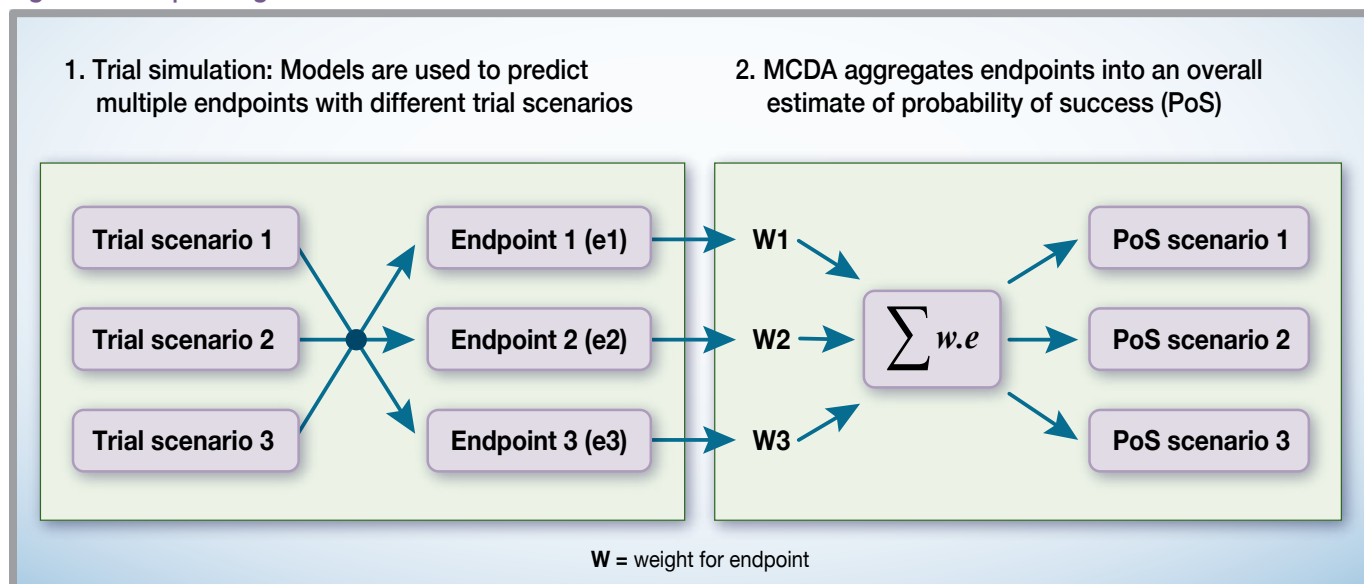 1. Trial simulation: Models are used to predict
multiple endpoints with different trial scenarios
2. MCDA aggregates endpoints into an overall
estimate of probability of success (PoS)
Trial scenario 1
Trial scenario 2
Trial scenario 3
Endpoint 1 (e1)
Endpoint 2 (e2)
Endpoint 3 (e3)
W1
W2
W3
∑ w.e
PoS scenario 1
PoS scenario 2
PoS scenario 3
W = weight for endpoint